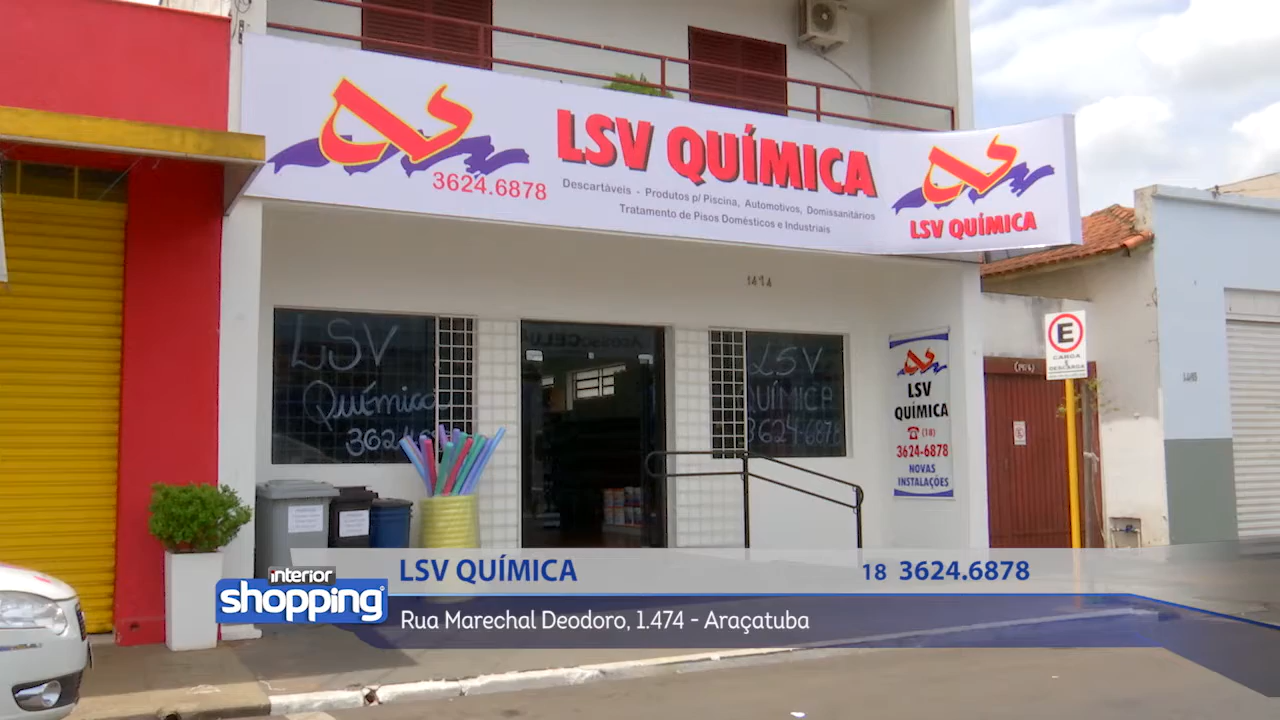 LSV QUÍMICA
3624.6878
Descartàveis - Produtos p/ Piscina, Automotivos, Domissanitários
Tratamento de Pisos Domésticos e Industriais
LSV QUÍMICA
1474
LSV
Química
LSV
QUÍMICA
3624-6878
LSV
QUÍMICA
(18)
3624-6878
NOVAS
INSTALAÇÕES
E
CARGA
E
DESCARGA
interior
shopping
LSV QUÍMICA
18 3624.6878
Rua Marechal Deodoro, 1.474 - Araçatuba